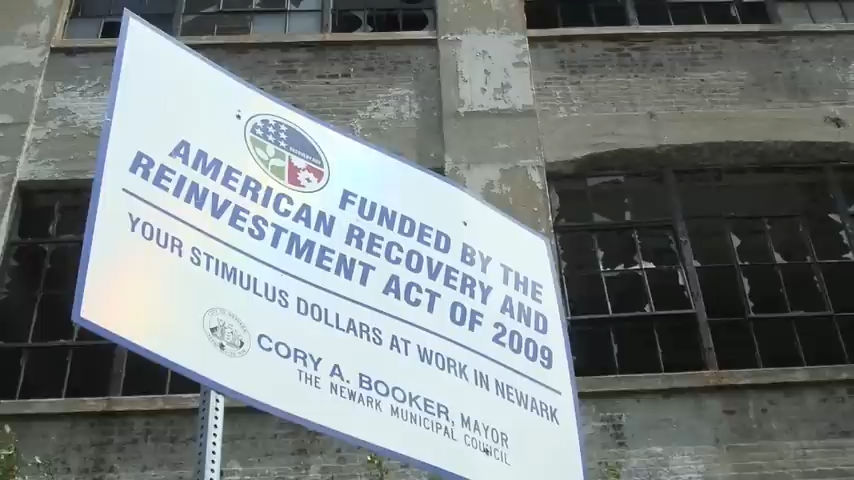 FUNDED BY THE
AMERICAN RECOVERY AND
REINVESTMENT ACT OF 2009
YOUR STIMULUS DOLLARS AT WORK IN NEWARK
CORY A. BOOKER, MAYOR
THE NEWARK MUNICIPAL COUNCIL